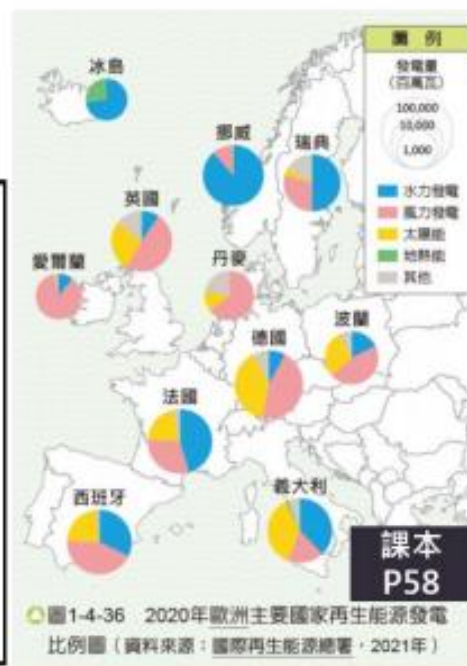 圖 例
發電量
(百萬瓦)
100,000
10,000
1,000
水力發電
風力發電
太陽能
地熱能
其他
冰島
挪威
瑞典
英國
愛爾蘭
丹麥
德國
波蘭
法國
西班牙
義大利
課本
P58
圖1-4-36 2020年歐洲主要國家再生能源發電
比例圖(資料來源:國際再生能源總署,2021年)